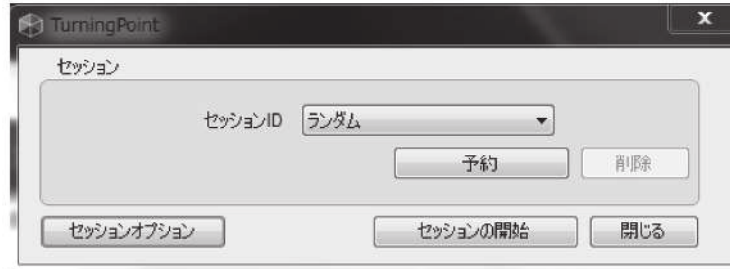 TurningPoint
セッション
セッションID ランダム
予約 削除
セッションオプション セッションの開始 閉じる